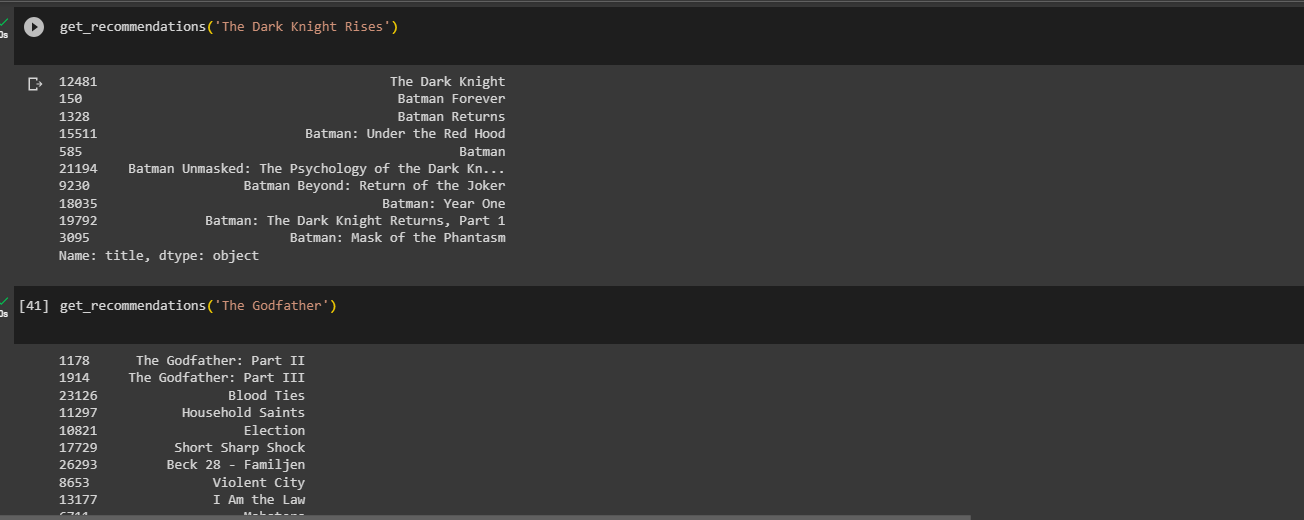 get_recommendations('The Dark Knight Rises')
0s
12481 The Dark Knight
150 Batman Forever
1328 Batman Returns
15511 Batman: Under the Red Hood
585 Batman
21194 Batman Unmasked: The Psychology of the Dark Kn...
9230 Batman Beyond: Return of the Joker
18035 Batman: Year One
19792 Batman: The Dark Knight Returns, Part 1
3095 Batman: Mask of the Phantasm
Name: title, dtype: object
[41] get_recommendations('The Godfather')
0s
1178 The Godfather: Part II
1914 The Godfather: Part III
23126 Blood Ties
11297 Household Saints
10821 Election
17729 Short Sharp Shock
26293 Beck 28 - Familjen
8653 Violent City
13177 I Am the Law